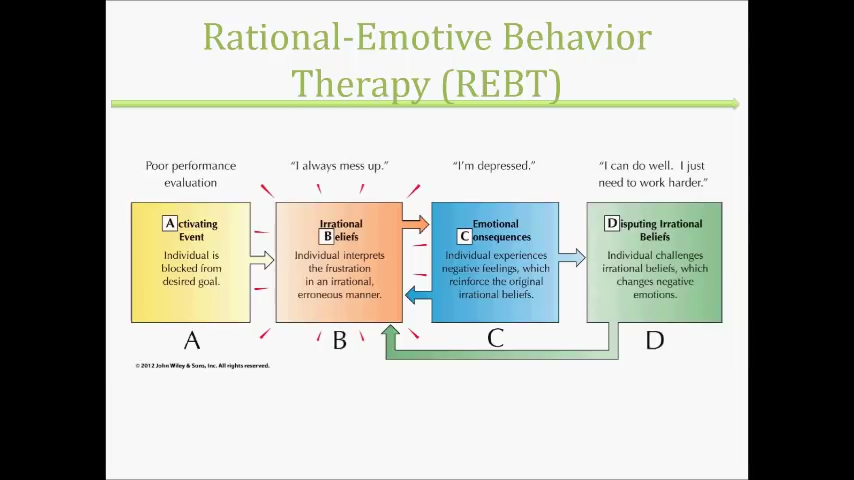 Rational-Emotive Behavior
Therapy (REBT)
Poor performance
evaluation
"I always mess up."
"I'm depressed."
"I can do well. I just
need to work harder."
Activating
Event
Individual is
blocked from
desired goal.
Irrational
Beliefs
Individual interprets
the frustration
in an irrational,
erroneous manner.
Emotional
Consequences
Individual experiences
negative feelings, which
reinforce the original
irrational beliefs.
Disputing Irrational
Beliefs
Individual challenges
irrational beliefs, which
changes negative
emotions.
A
B
C
D
© 2012 John Wiley & Sons, Inc. All rights reserved.